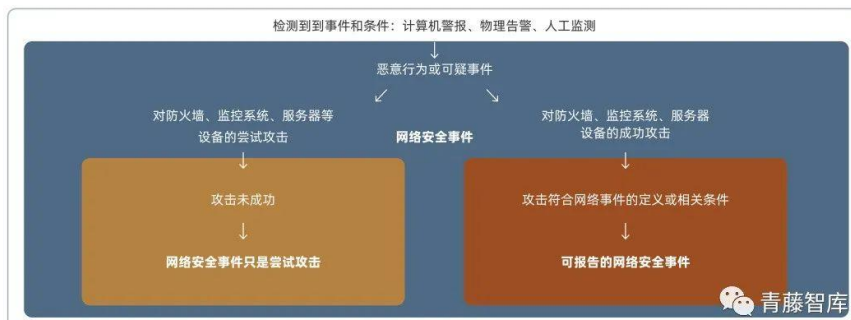 检测到到事件和条件：计算机警报、物理告警、人工监测
恶意行为或可疑事件
对防火墙、监控系统、服务器等
设备的尝试攻击
网络安全事件
对防火墙、监控系统、服务器
设备的成功攻击
攻击未成功
网络安全事件只是尝试攻击
攻击符合网络事件的定义或相关条件
可报告的网络安全事件
青藤智库